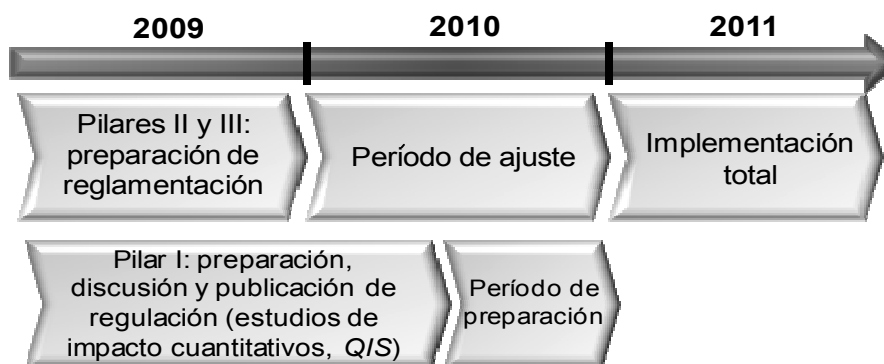 2009
2010
2011
Pilares II y III:
preparación de
reglamentación
Período de ajuste
Implementación
total
Pilar I: preparación,
discusión y publicación de
regulación (estudios de
impacto cuantitativos, QIS)
Período de
preparación